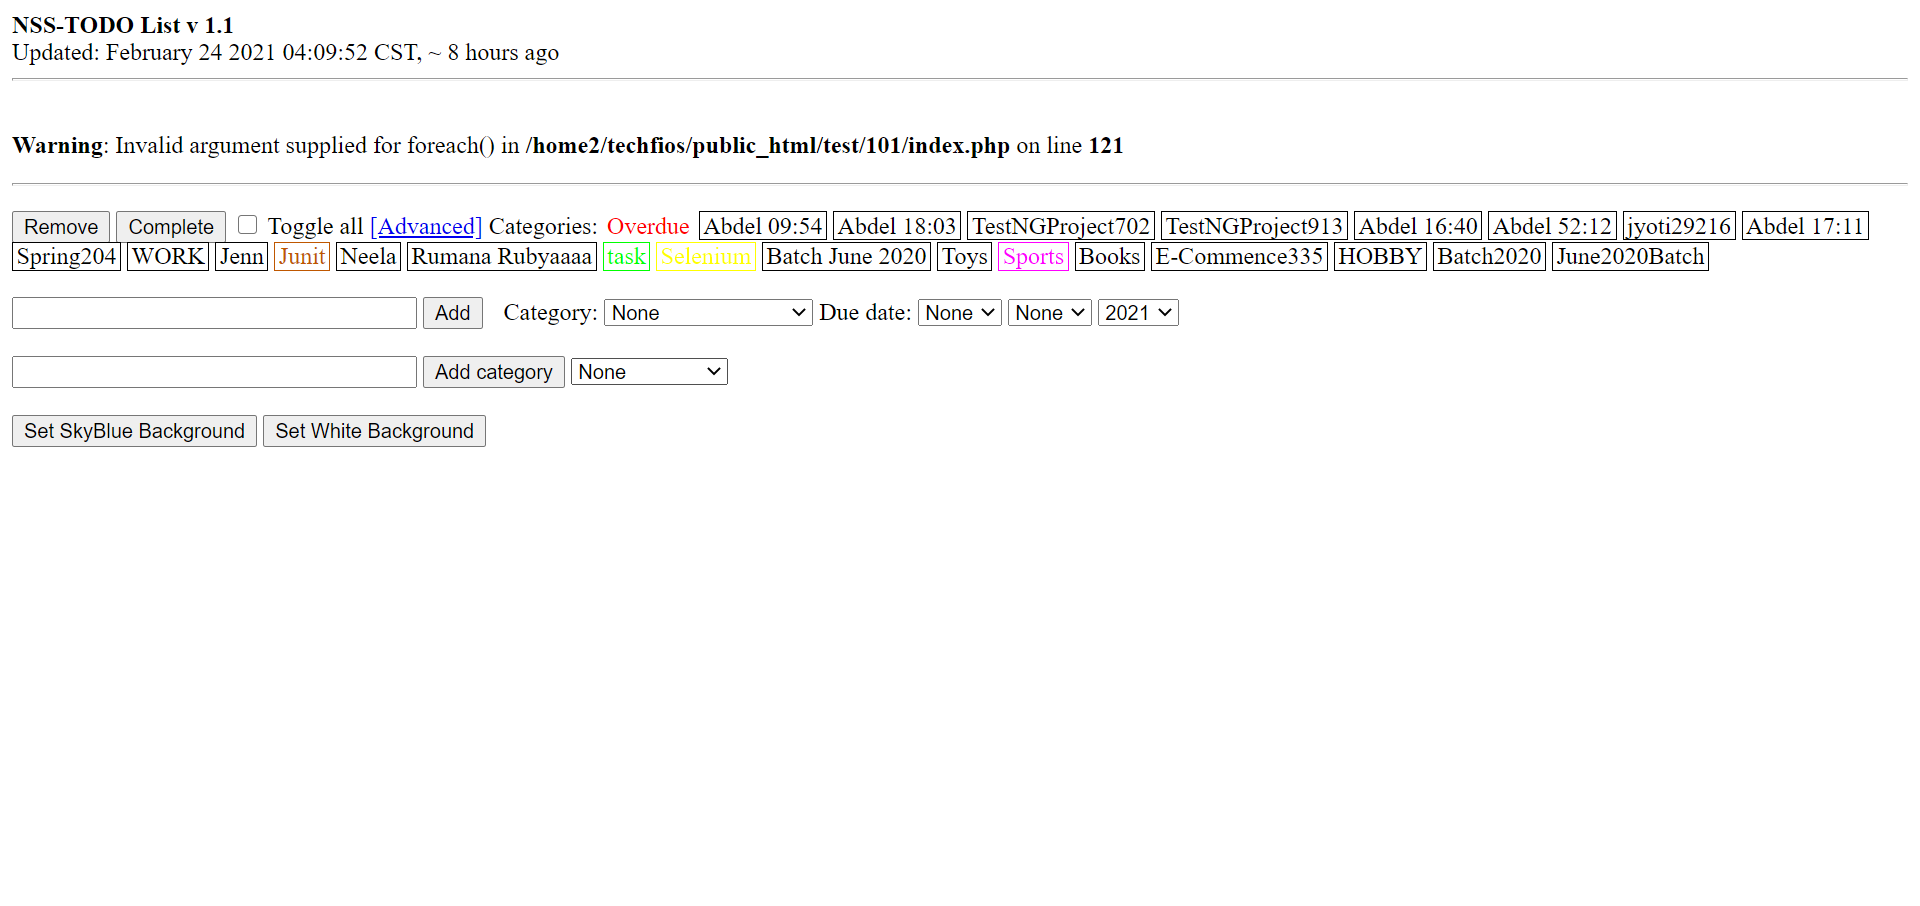 NSS-TODO List v 1.1
Updated: February 24 2021 04:09:52 CST, ~ 8 hours ago
Warning: Invalid argument supplied for foreach() in /home2/techfios/public_html/test/101/index.php on line 121
Remove Complete Toggle all [Advanced] Categories: Overdue Abdel 09:54 Abdel 18:03 TestNGProject702 TestNGProject913 Abdel 16:40 Abdel 52:12 jyoti29216 Abdel 17:11
Spring204 WORK Jenn Junit Neela Rumana Rubyaaaa task Selenium Batch June 2020 Toys Sports Books E-Commence335 HOBBY Batch2020 June2020Batch
Add Category: None Due date: None None 2021
Add category None
Set SkyBlue Background Set White Background